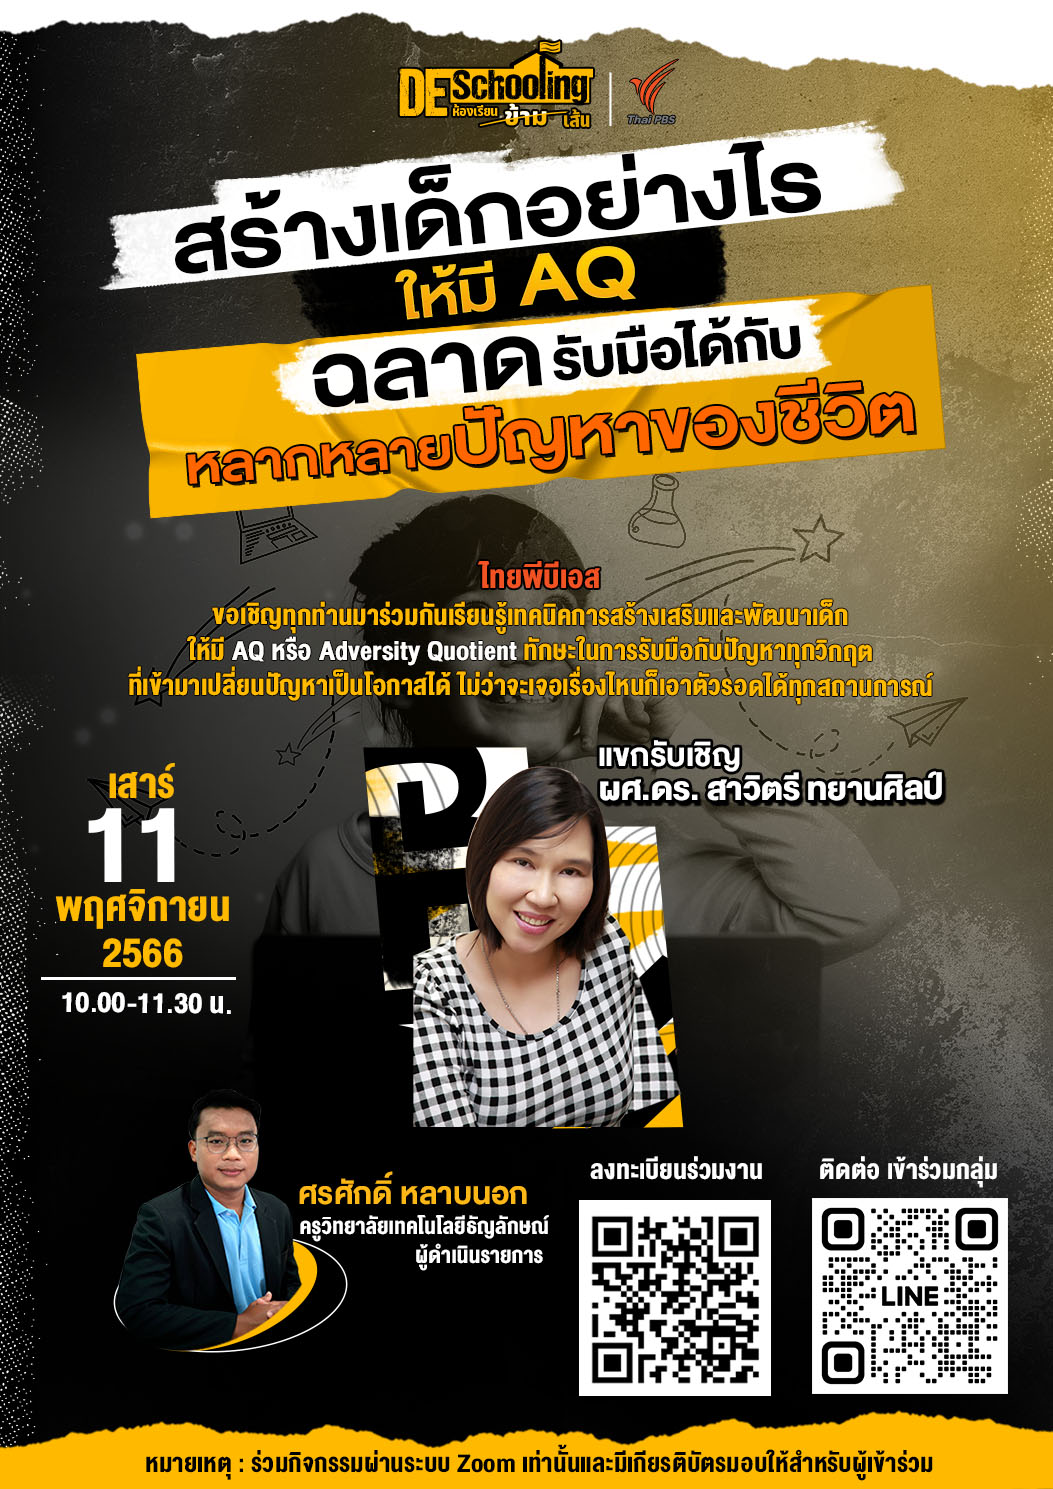 DESchooling
ห้องเรียน ข้าม เส้น
Thai PBS
สร้างเด็กอย่างไร
ให้มี AQ
ฉลาด รับมือได้กับ
หลากหลายปัญหาของชีวิต
ไทยพีบีเอส
ขอเชิญทุกท่านมาร่วมกันเรียนรู้เทคนิคการสร้างเสริมและพัฒนาเด็ก
ให้มี AQ หรือ Adversity Quotient ทักษะในการรับมือกับปัญหาทุกวิกฤต
ที่เข้ามาเปลี่ยนปัญหาเป็นโอกาสได้ ไม่ว่าจะเจอเรื่องไหนก็เอาตัวรอดได้ทุกสถานการณ์
แขกรับเชิญ
ผศ.ดร. สาวิตรี ทยานศิลป์
เสาร์
11
พฤศจิกายน
2566
10.00-11.30 น.
ศรศักดิ์ หลาบนอก
ครูวิทยาลัยเทคโนโลยีธัญลักษณ์
ผู้ดำเนินรายการ
ลงทะเบียนร่วมงาน
ติดต่อ เข้าร่วมกลุ่ม
LINE
หมายเหตุ : ร่วมกิจกรรมผ่านระบบ Zoom เท่านั้นและมีเกียรติบัตรมอบให้สำหรับผู้เข้าร่วม